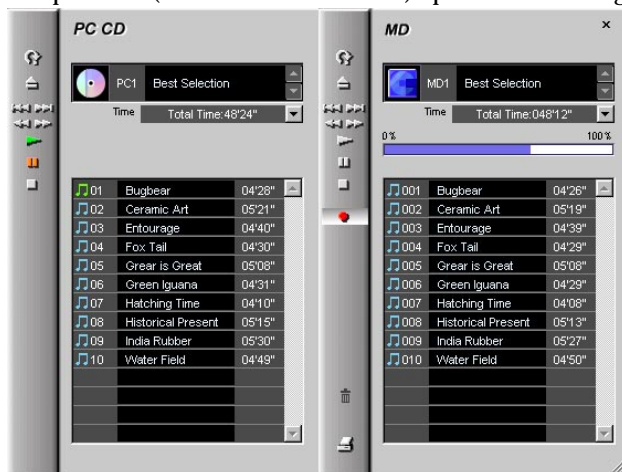 PC CD
PC1 Best Selection
Time Total Time:48'24"
01 Bugbear 04'28"
02 Ceramic Art 05'21"
03 Entourage 04'40"
04 Fox Tail 04'30"
05 Grear is Great 05'08"
06 Green Iguana 04'31"
07 Hatching Time 04'10"
08 Historical Present 05'15"
09 India Rubber 05'30"
10 Water Field 04'49"
MD
MD1 Best Selection
Time Total Time:048'12"
0 % 100 %
001 Bugbear 04'26"
002 Ceramic Art 05'19"
003 Entourage 04'39"
004 Fox Tail 04'29"
005 Grear is Great 05'08"
006 Green Iguana 04'29"
007 Hatching Time 04'08"
008 Historical Present 05'13"
009 India Rubber 05'27"
010 Water Field 04'50"